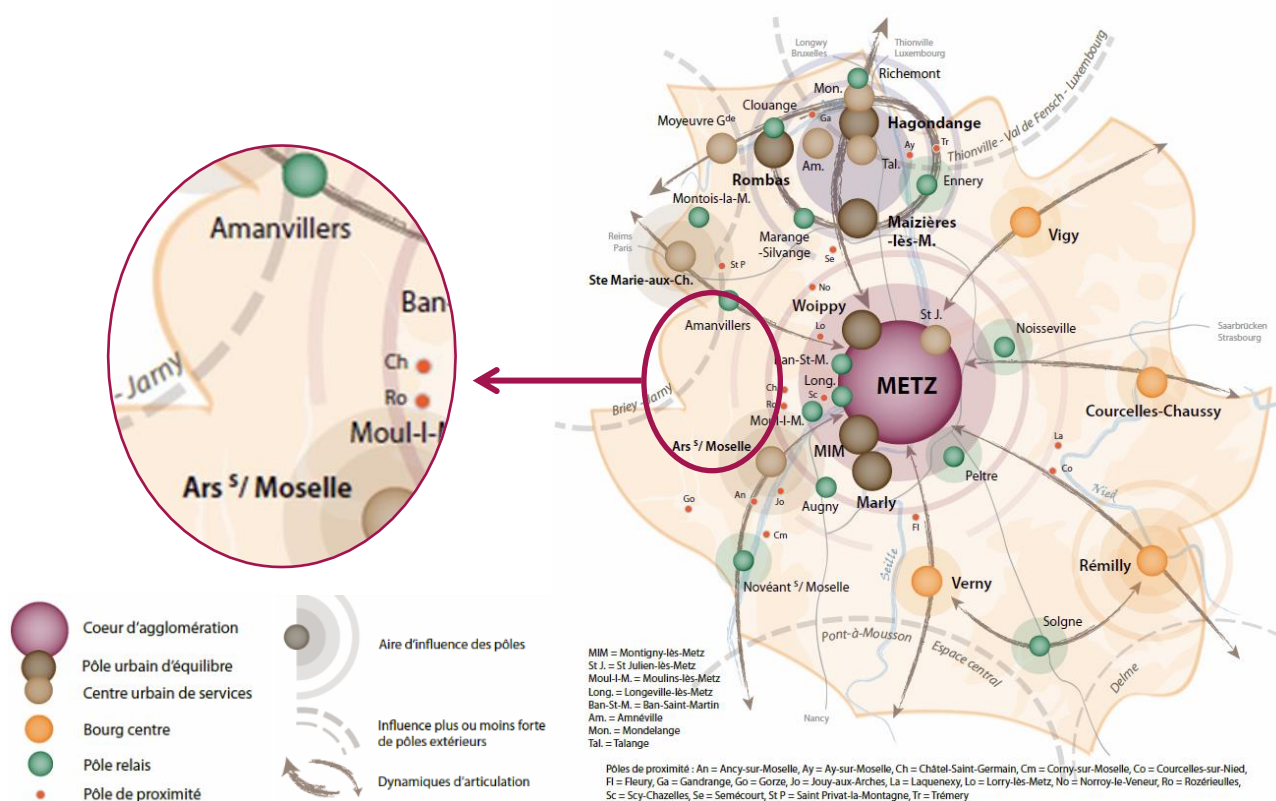 Amanvillers
Ban-
Ch
Ro
- Jarny
Moul-l-M
Ars s/ Moselle
Coeur d'agglomération
Pôle urbain d'équilibre
Centre urbain de services
Bourg centre
Pôle relais
Pôle de proximité
Aire d'influence des pôles
Influence plus ou moins forte
de pôles extérieurs
Dynamiques d'articulation
Longwy
Bruxelles
Thionville
Luxembourg
Richemont
Mon.
Clouange
Ga
Hagondange
Moyeuvre Gde
Am.
Tal.
Ay
Tr
Thionville - Val de Fensch - Luxembourg
Rombas
Ennery
Montois-la-M.
Maizières
-lès-M.
Marange
-Silvange
Vigy
Reims
Paris
Se
St P
Ste Marie-aux-Ch.
No
Woippy
St J.
Amanvillers
Lo
Noisseville
Saarbrücken
Strasbourg
Ban-St-M.
METZ
Long.
Ch
Sc
Ro
Briey - Jarny
Moul-l-M.
Courcelles-Chaussy
Ars s/ Moselle
MIM
La
Co
Peltre
Marly
Nied
An
Jo
Augny
Go
Fl
Cm
Seille
Novéant s/ Moselle
Verny
Rémilly
Solgne
Pont-à-Mousson
Espace central
Delme
Nancy
MIM = Montigny-lès-Metz
St J. = St Julien-lès-Metz
Moul-l-M. = Moulins-lès-Metz
Long. = Longeville-lès-Metz
Ban-St-M. = Ban-Saint-Martin
Am. = Amnéville
Mon. = Mondelange
Tal. = Talange
Pôles de proximité : An = Ancy-sur-Moselle, Ay = Ay-sur-Moselle, Ch = Châtel-Saint-Germain, Cm = Corny-sur-Moselle, Co = Courcelles-sur-Nied,
Fl = Fleury, Ga = Gandrange, Go = Gorze, Jo = Jouy-aux-Arches, La = Laquenexy, Lo = Lorry-lès-Metz, No = Norroy-le-Veneur, Ro = Rozérieulles,
Sc = Scy-Chazelles, Se = Semécourt, St P = Saint Privat-la-Montagne, Tr = Trémery